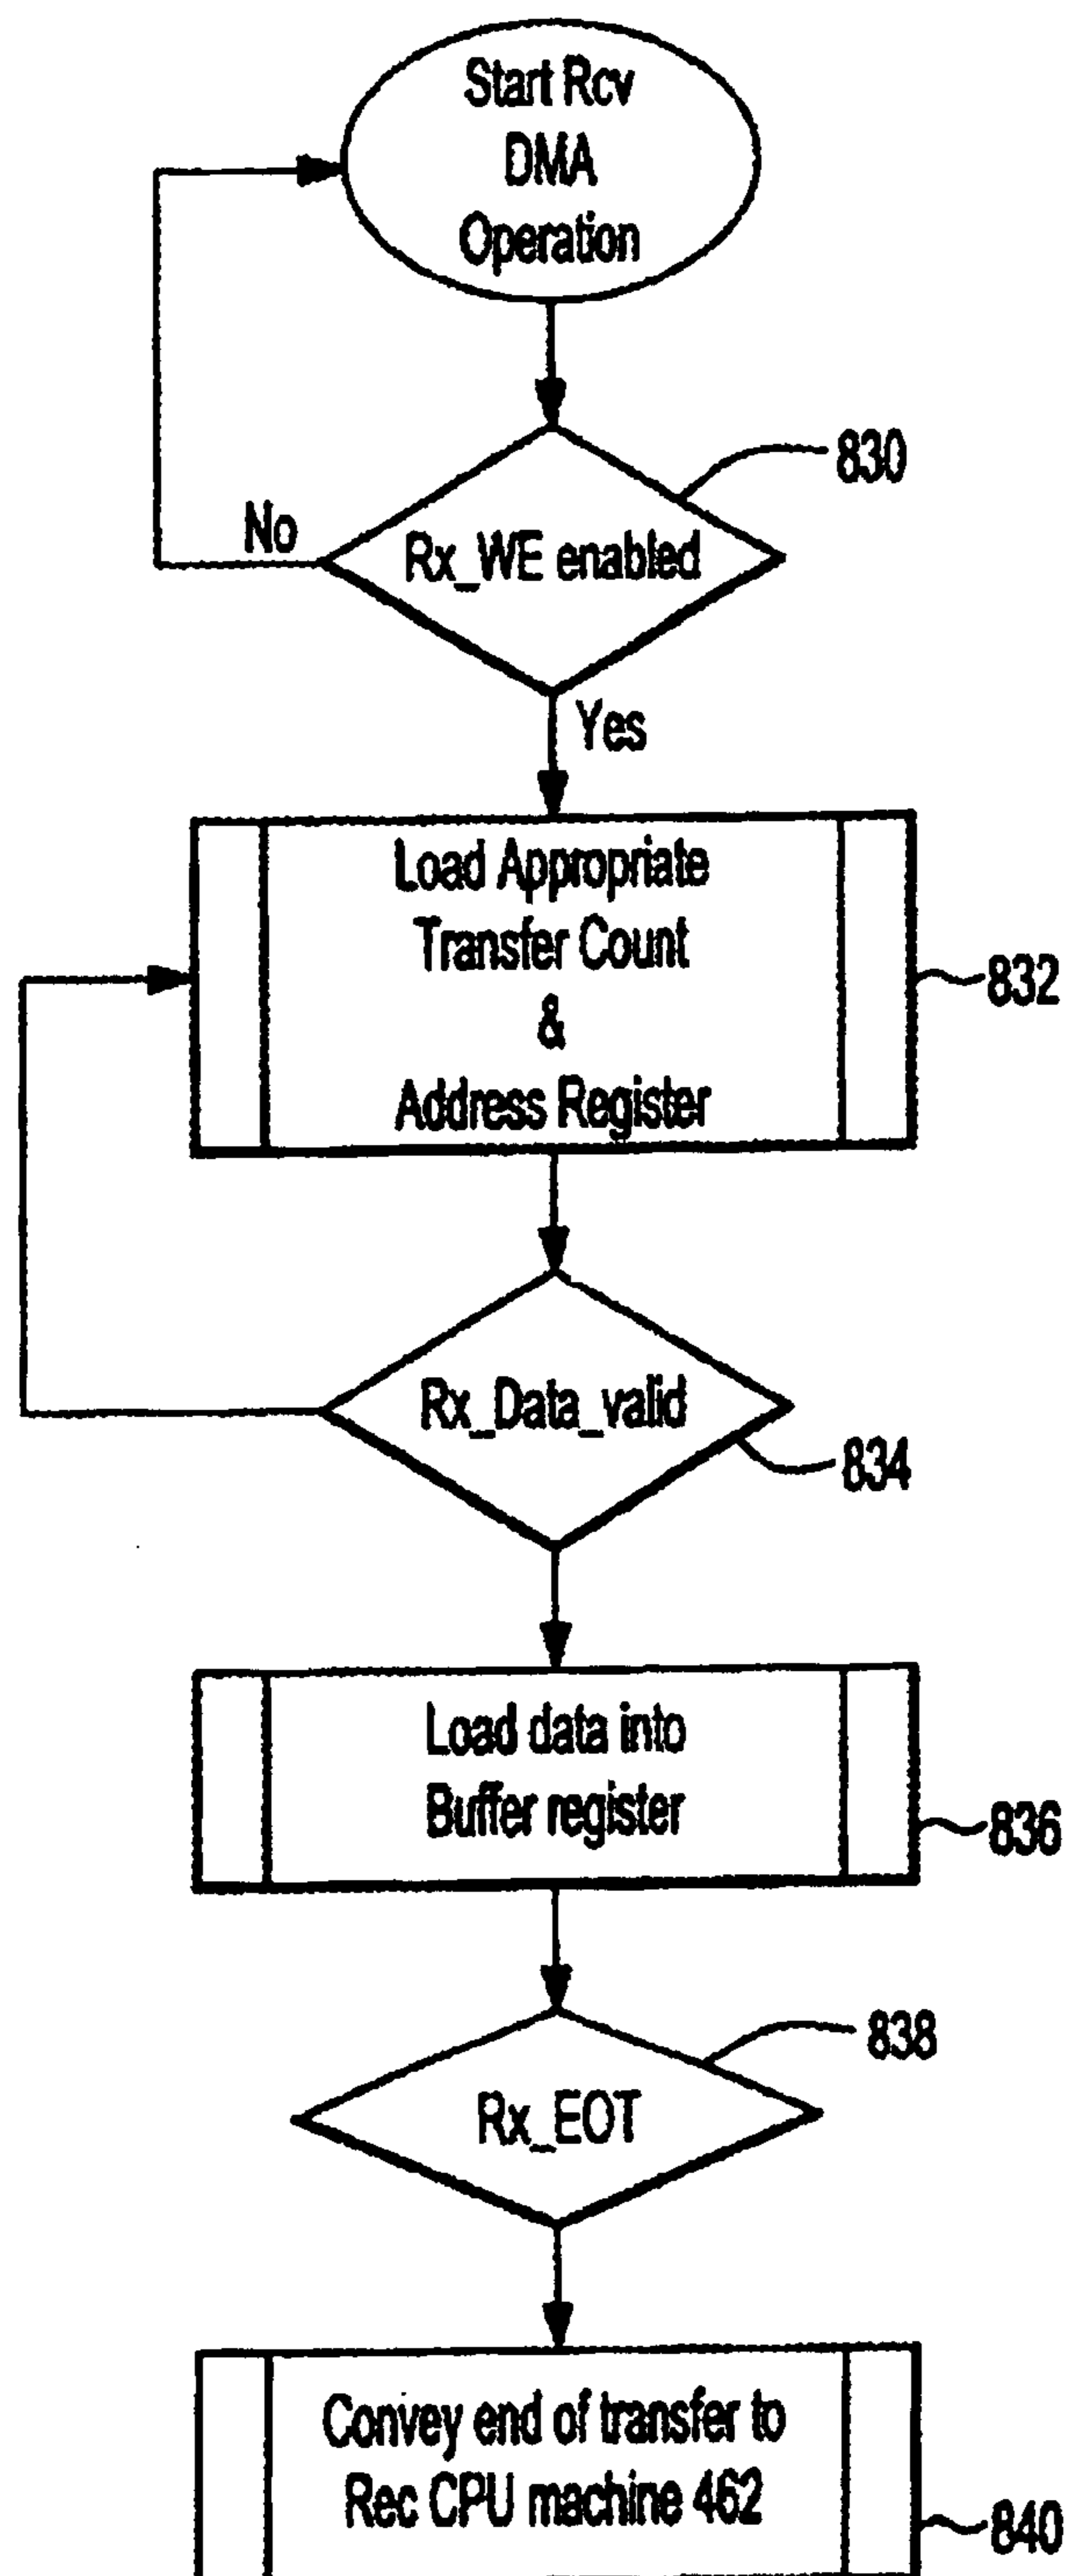 Start Rcv
DMA
Operation
830
No
Rx_WE enabled
Yes
Load Appropriate
Transfer Count
&
Address Register
832
Rx_Data_valid
834
Load data into
Buffer register
836
838
Rx_EOT
Convey end of transfer to
Rec CPU machine 462
840